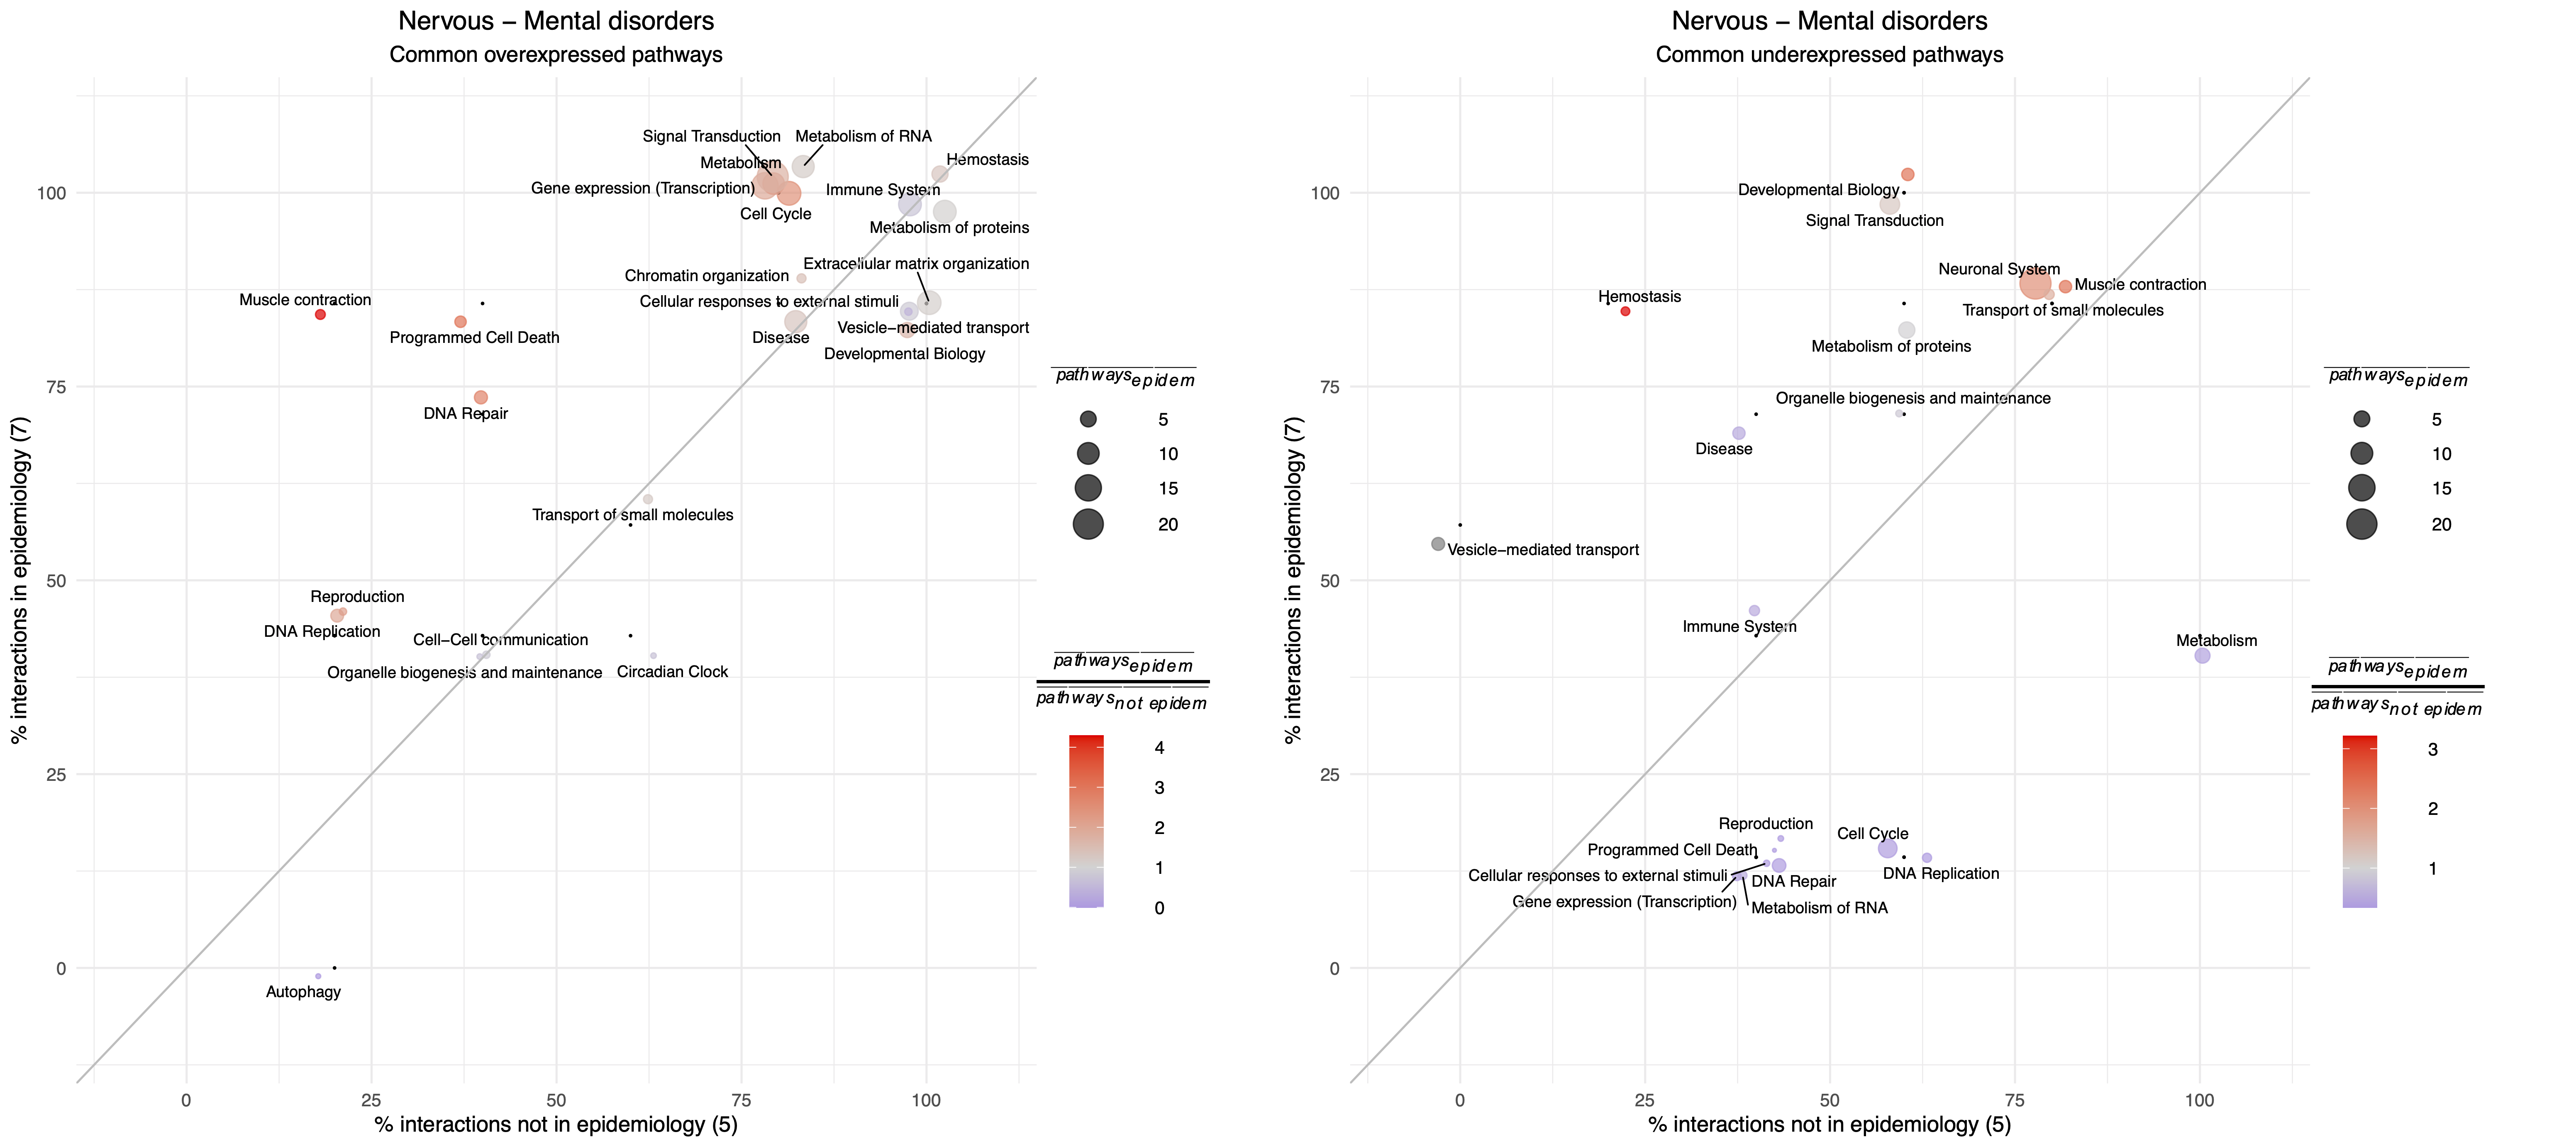 Nervous – Mental disorders
Common overexpressed pathways
% interactions in epidemiology (7)
100
75
50
25
0
Signal Transduction
Metabolism of RNA
Metabolism
Hemostasis
Gene expression (Transcription)
Immune System
Cell Cycle
Metabolism of proteins
Extracellular matrix organization
Chromatin organization
Muscle contraction
Cellular responses to external stimuli
Vesicle–mediated transport
Programmed Cell Death
Disease
Developmental Biology
DNA Repair
Transport of small molecules
Reproduction
DNA Replication
Cell–Cell communication
Organelle biogenesis and maintenance
Circadian Clock
Autophagy
0
25
50
75
100
% interactions not in epidemiology (5)
pathways epidem
5
10
15
20
pathways epidem
pathways not epidem
4
3
2
1
0
Nervous – Mental disorders
Common underexpressed pathways
% interactions in epidemiology (7)
100
75
50
25
0
Developmental Biology
Signal Transduction
Neuronal System
Muscle contraction
Hemostasis
Transport of small molecules
Metabolism of proteins
Organelle biogenesis and maintenance
Disease
Vesicle–mediated transport
Immune System
Metabolism
Reproduction
Cell Cycle
Programmed Cell Death
Cellular responses to external stimuli
DNA Repair
DNA Replication
Gene expression (Transcription)
Metabolism of RNA
0
25
50
75
100
% interactions not in epidemiology (5)
pathways epidem
5
10
15
20
pathways epidem
pathways not epidem
3
2
1